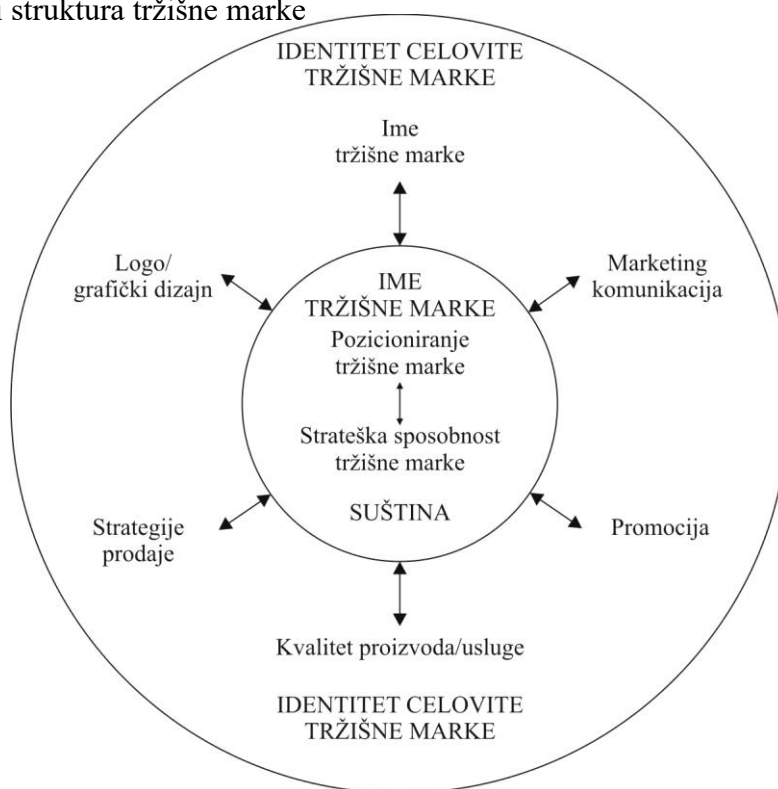 struktura tržišne marke
IDENTITET CELOVITE
TRŽIŠNE MARKE
Ime
tržišne marke
Logo/
grafički dizajn
Marketing
komunikacija
IME
TRŽIŠNE MARKE
Pozicioniranje
tržišne marke
Strateška sposobnost
tržišne marke
SUŠTINA
Strategije
prodaje
Promocija
Kvalitet proizvoda/usluge
IDENTITET CELOVITE
TRŽIŠNE MARKE